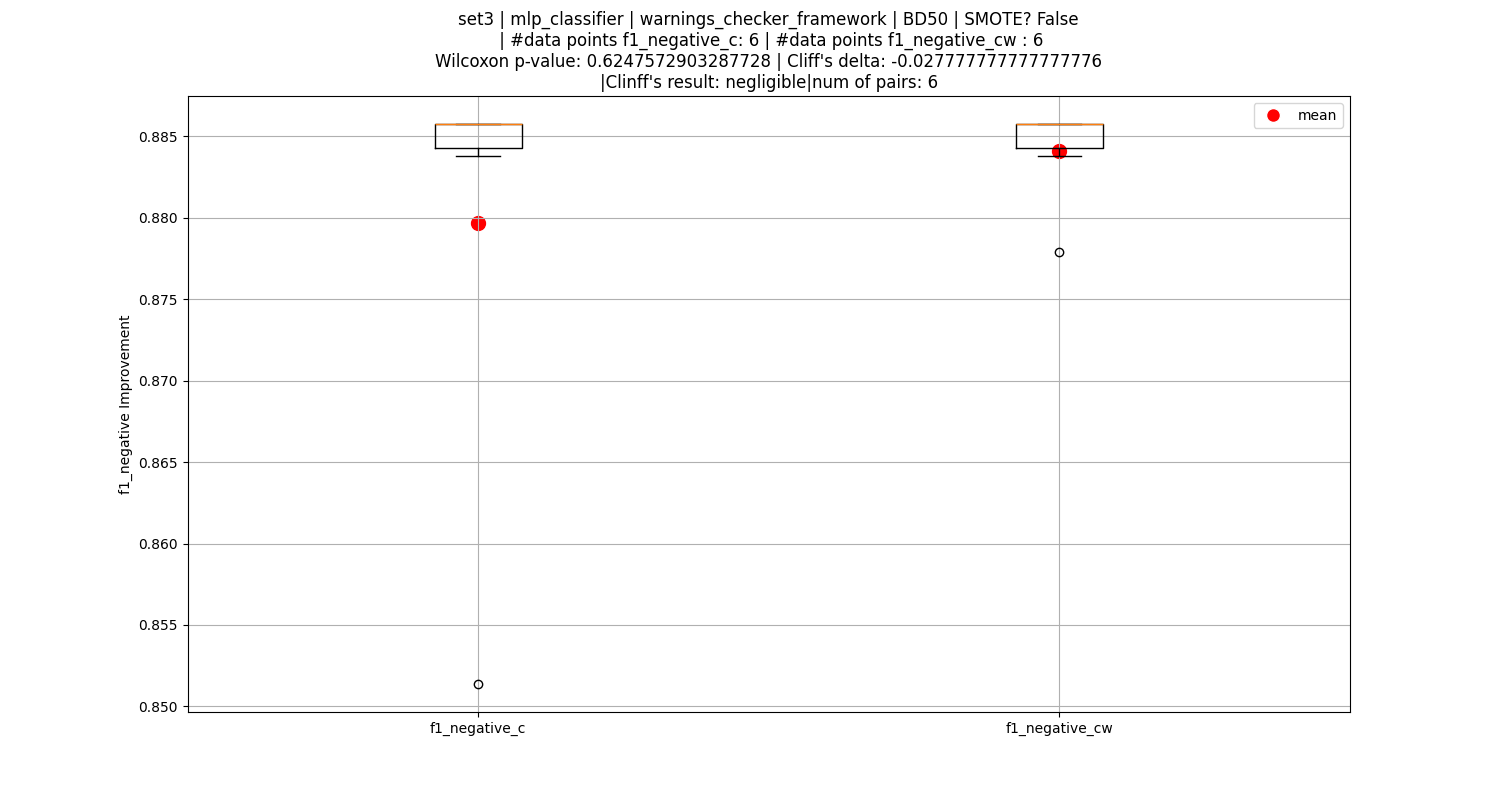 set3 | mlp_classifier | warnings_checker_framework | BD50 | SMOTE? False
| #data points f1_negative_c: 6 | #data points f1_negative_cw : 6
Wilcoxon p-value: 0.6247572903287728 | Cliff's delta: -0.027777777777777776
|Clinff's result: negligible|num of pairs: 6
mean
0.885
0.880
0.875
0.870
0.865
0.860
0.855
0.850
f1_negative Improvement
f1_negative_c
f1_negative_cw